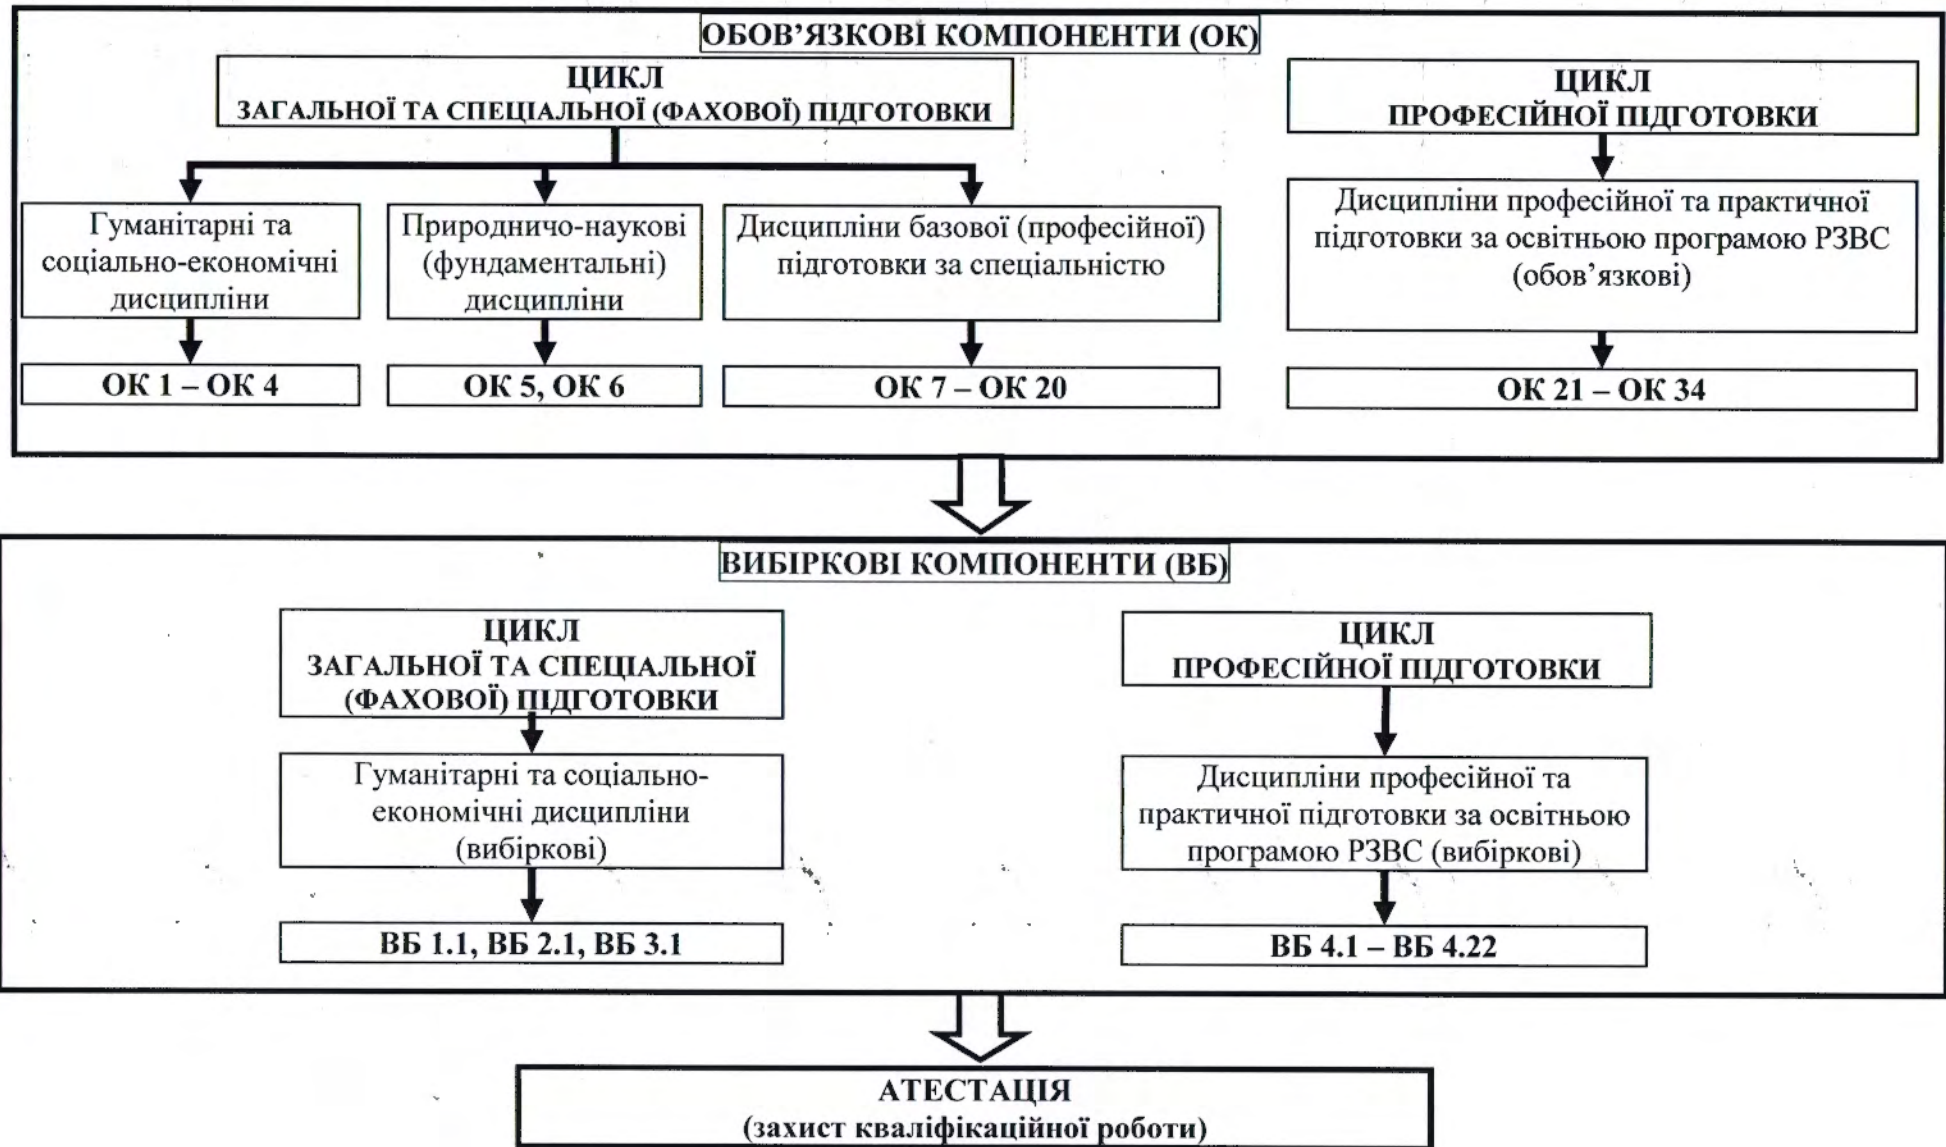 ОБОВ’ЯЗКОВІ КОМПОНЕНТИ (ОК)
ЦИКЛ
ЗАГАЛЬНОЇ ТА СПЕЦІАЛЬНОЇ (ФАХОВОЇ) ПІДГОТОВКИ
ЦИКЛ
ПРОФЕСІЙНОЇ ПІДГОТОВКИ
Гуманітарні та
соціально-економічні
дисципліни
Природничо-наукові
(фундаментальні)
дисципліни
Дисципліни базової (професійної)
підготовки за спеціальністю
Дисципліни професійної та практичної
підготовки за освітньою програмою РЗВС
(обов’язкові)
ОК 1 – ОК 4
ОК 5, ОК 6
ОК 7 – ОК 20
ОК 21 – ОК 34
ВИБІРКОВІ КОМПОНЕНТИ (ВБ)
ЦИКЛ
ЗАГАЛЬНОЇ ТА СПЕЦІАЛЬНОЇ
(ФАХОВОЇ) ПІДГОТОВКИ
ЦИКЛ
ПРОФЕСІЙНОЇ ПІДГОТОВКИ
Гуманітарні та соціально-
економічні дисципліни
(вибіркові)
Дисципліни професійної та
практичної підготовки за освітньою
програмою РЗВС (вибіркові)
ВБ 1.1, ВБ 2.1, ВБ 3.1
ВБ 4.1 – ВБ 4.22
АТЕСТАЦІЯ
(захист кваліфікаційної роботи)